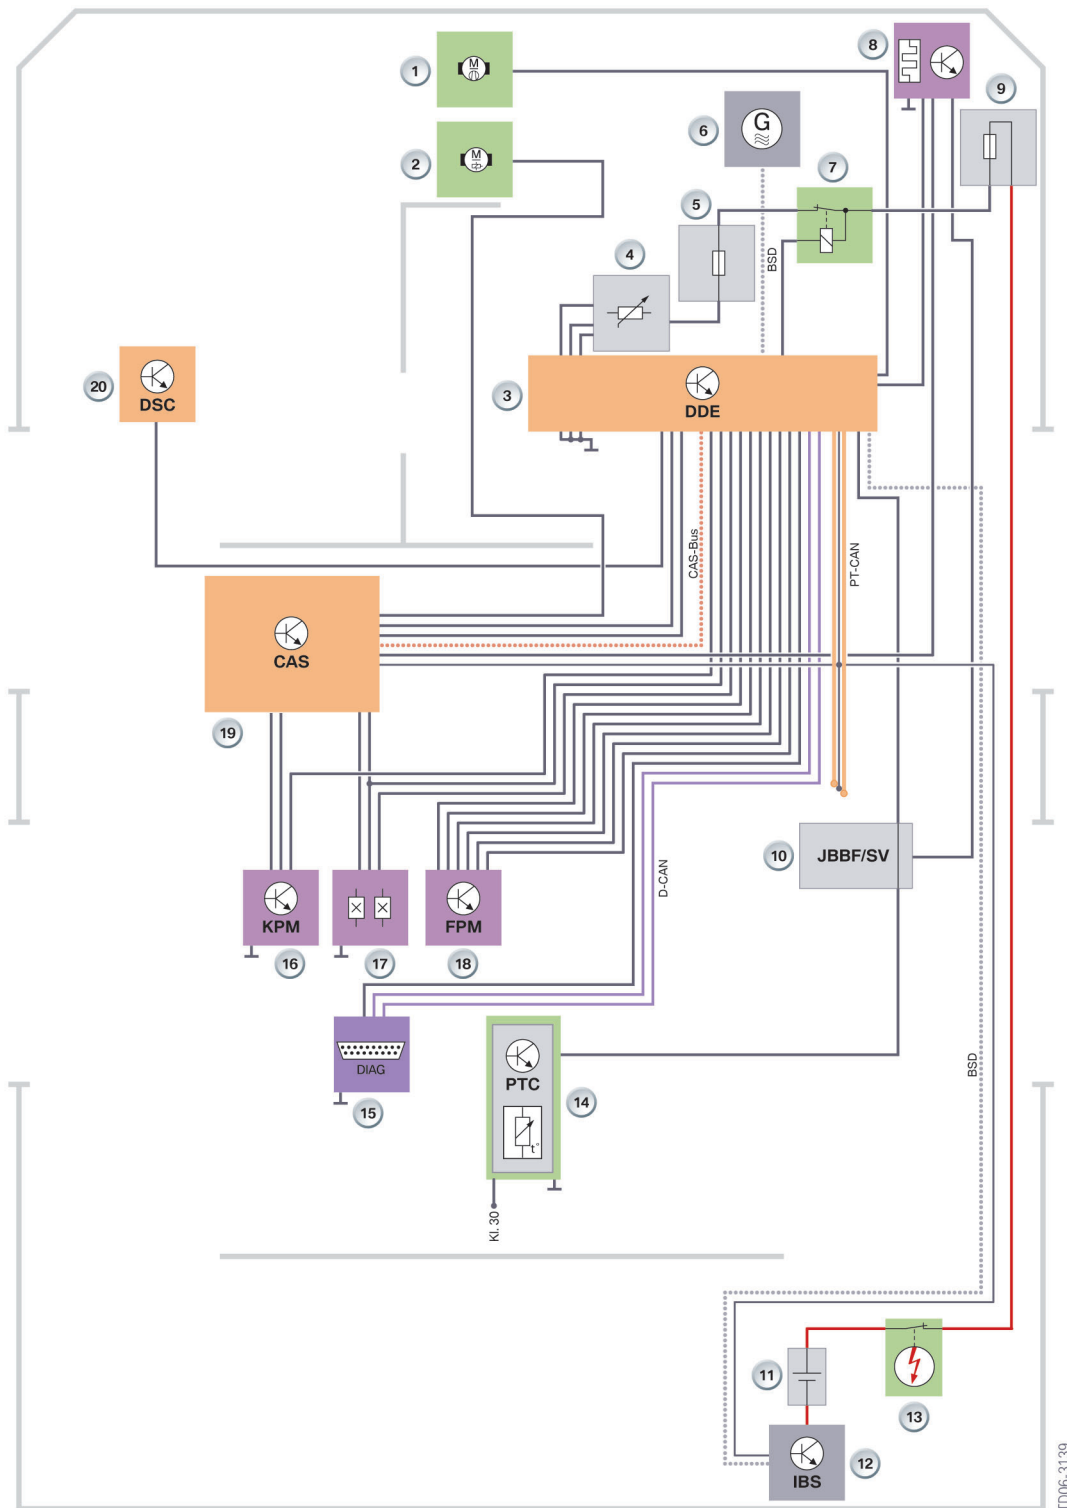 1
M
8
9
2
M
6
G
7
5
4
BSD
20
DSC
3
DDE
CAS-Bus
PT-CAN
CAS
19
10
JBBF/SV
D-CAN
KPM
FPM
16
17
18
DIAG
15
PTC
t°
14
BSD
Kl. 30
11
13
IBS
12
TD06-3139